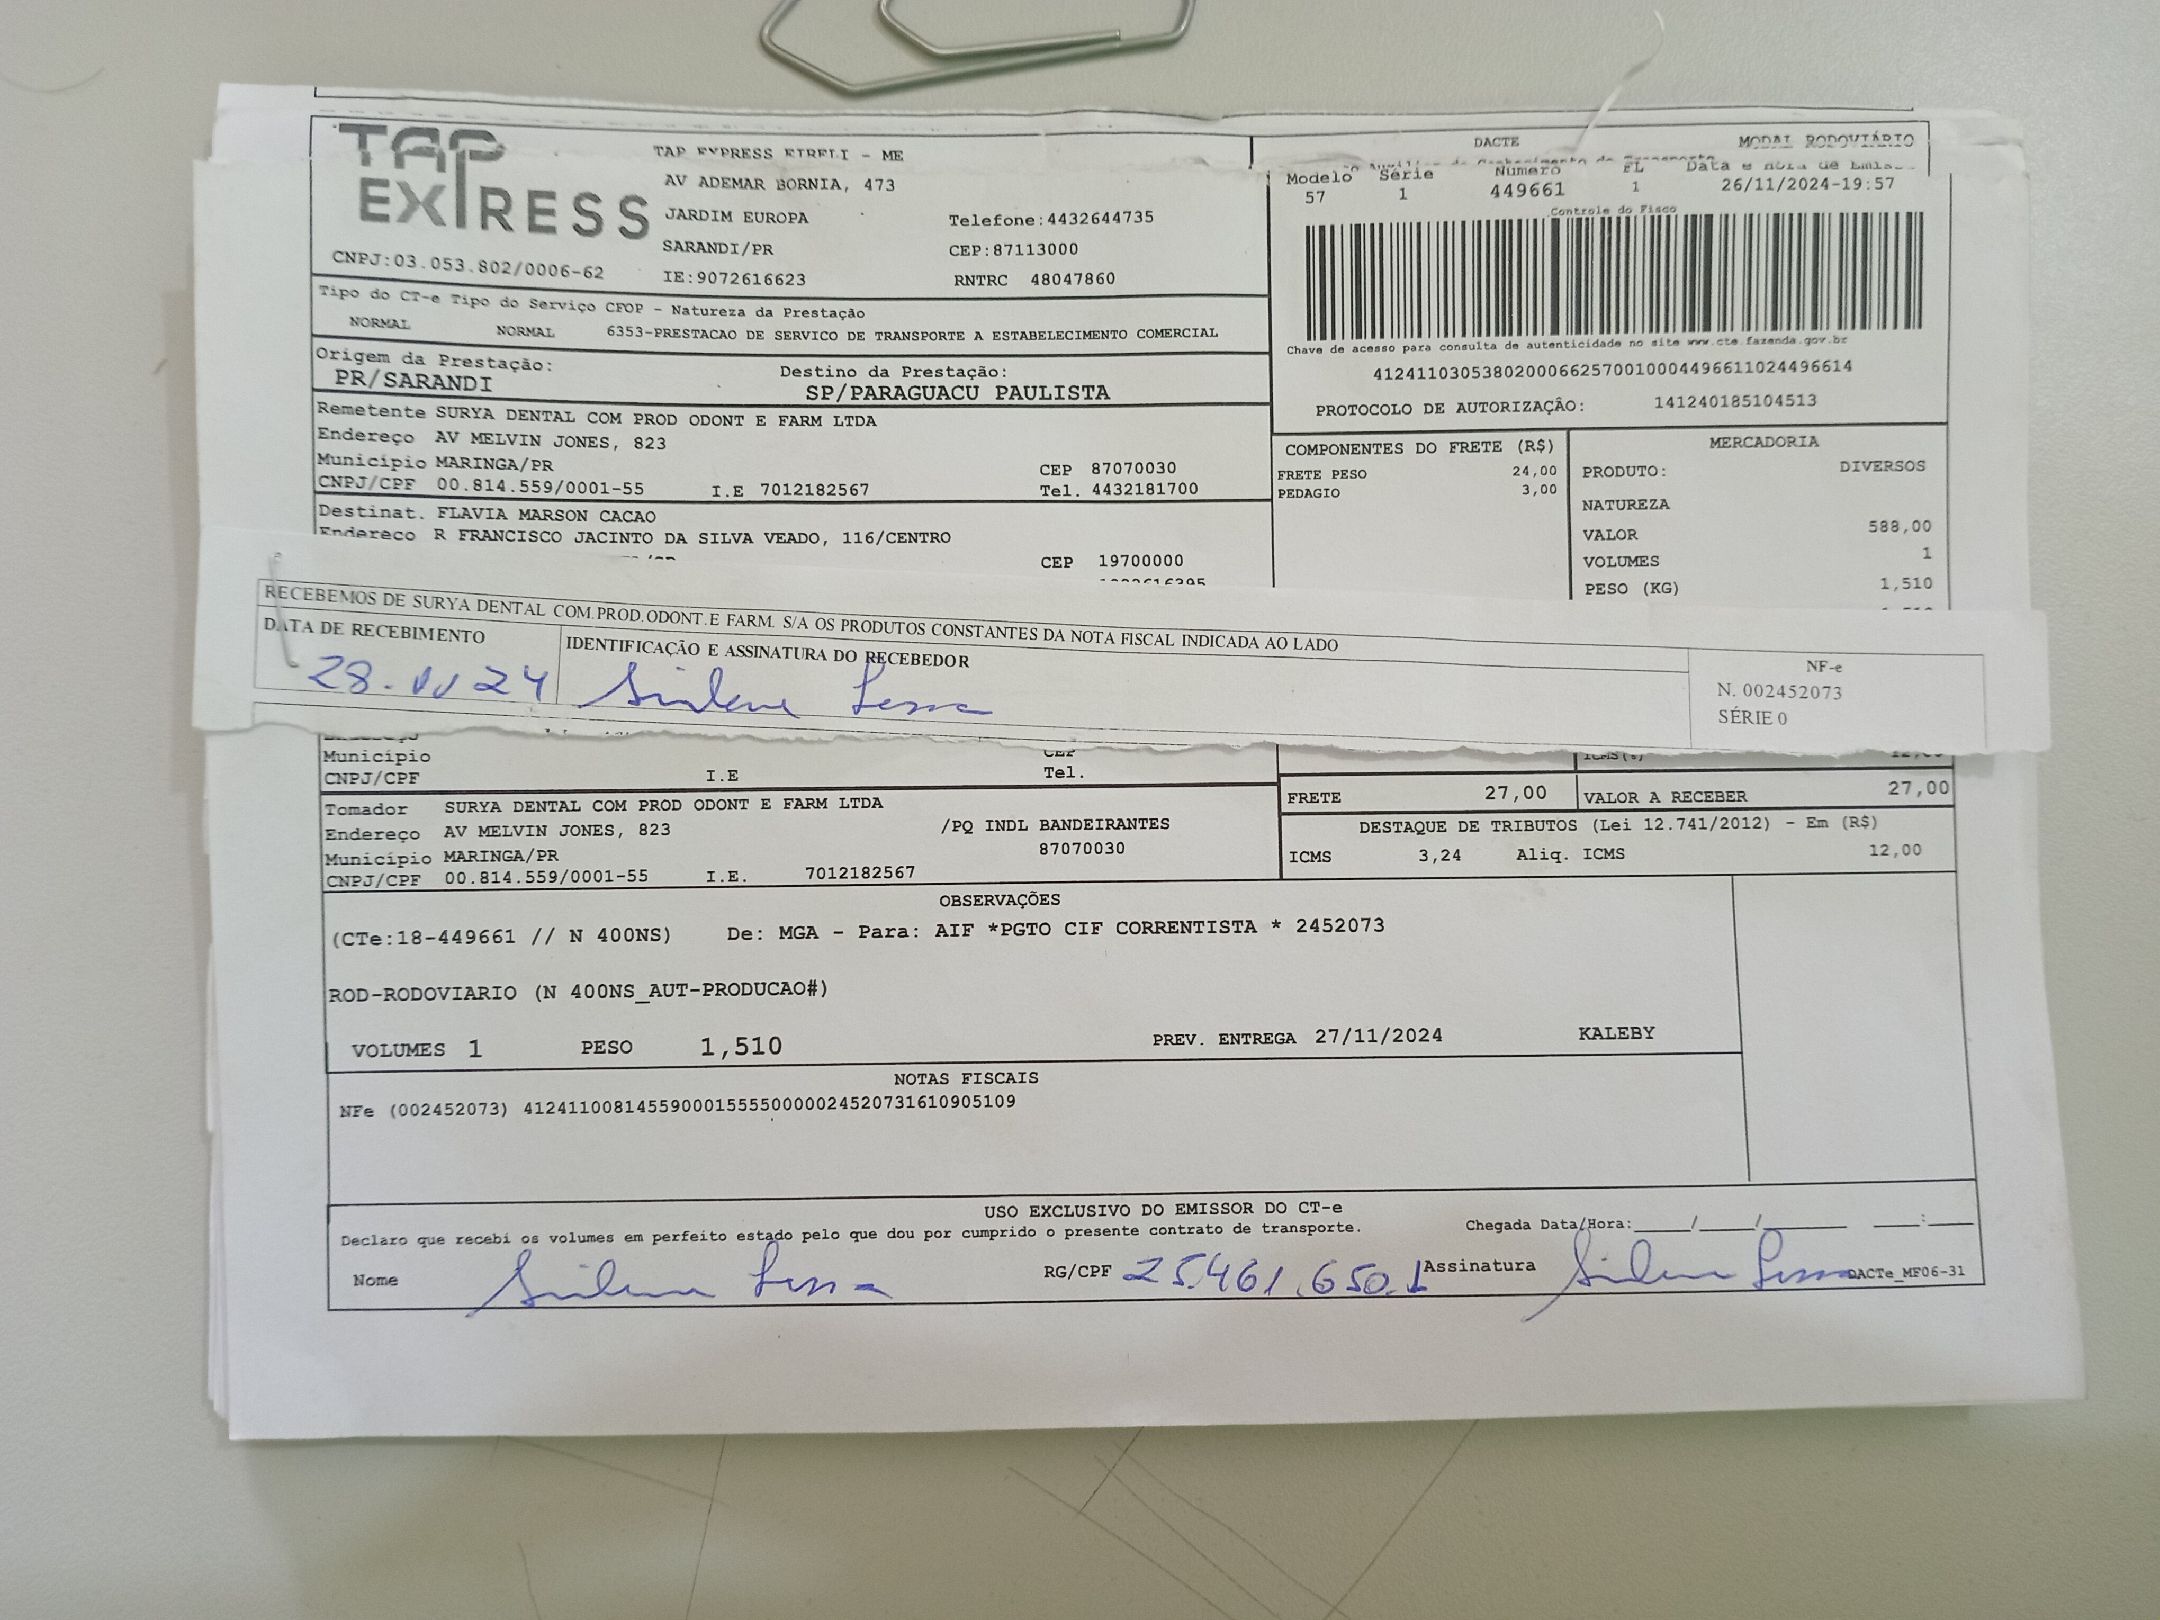 TAP EXPRESS
TAP EXPRESS EIRELI - ME
AV ADEMAR BORNIA, 473
JARDIM EUROPA Telefone:4432644735
SARANDI/PR CEP:87113000
CNPJ:03.053.802/0006-62 IE:9072616623 RNTRC 48047860
DACTE MODAL RODOVIÁRIO
Modelo Série Número FL Data e
57 1 449661 1 26/11/2024-19:57
Controle do Fisco
Chave de acesso para consulta de autenticidade no site www.cte.fazenda.gov.br
41241103053802000662570010004496611024496614
PROTOCOLO DE AUTORIZAÇÃO: 141240185104513
Tipo do CT-e Tipo do Serviço CFOP - Natureza da Prestação
NORMAL NORMAL 6353-PRESTACAO DE SERVICO DE TRANSPORTE A ESTABELECIMENTO COMERCIAL
Origem da Prestação: Destino da Prestação:
PR/SARANDI SP/PARAGUACU PAULISTA
Remetente SURYA DENTAL COM PROD ODONT E FARM LTDA
Endereço AV MELVIN JONES, 823
Município MARINGA/PR CEP 87070030
CNPJ/CPF 00.814.559/0001-55 I.E 7012182567 Tel. 4432181700
Destinat. FLAVIA MARSON CACAO
Endereço R FRANCISCO JACINTO DA SILVA VEADO, 116/CENTRO
CEP 19700000
COMPONENTES DO FRETE (R$)
FRETE PESO 24,00
PEDAGIO 3,00
MERCADORIA
PRODUTO: DIVERSOS
NATUREZA
VALOR 588,00
VOLUMES 1
PESO (KG) 1,510
RECEBEMOS DE SURYA DENTAL COM.PROD.ODONT.E FARM. S/A OS PRODUTOS CONSTANTES DA NOTA FISCAL INDICADA AO LADO
DATA DE RECEBIMENTO IDENTIFICAÇÃO E ASSINATURA DO RECEBEDOR
28.11 24
NF-e
N. 002452073
SÉRIE 0
Município CEP
CNPJ/CPF I.E Tel.
ICMS(%) 12,00
FRETE 27,00 VALOR A RECEBER 27,00
Tomador SURYA DENTAL COM PROD ODONT E FARM LTDA
Endereço AV MELVIN JONES, 823 /PQ INDL BANDEIRANTES
Município MARINGA/PR 87070030
CNPJ/CPF 00.814.559/0001-55 I.E. 7012182567
DESTAQUE DE TRIBUTOS (Lei 12.741/2012) - Em (R$)
ICMS 3,24 Aliq. ICMS 12,00
OBSERVAÇÕES
(CTe:18-449661 // N 400NS) De: MGA - Para: AIF *PGTO CIF CORRENTISTA * 2452073
ROD-RODOVIARIO (N 400NS_AUT-PRODUCAO#)
VOLUMES 1 PESO 1,510 PREV. ENTREGA 27/11/2024 KALEBY
NOTAS FISCAIS
NFe (002452073) 41241100814559000155550000024520731610905109
USO EXCLUSIVO DO EMISSOR DO CT-e
Declaro que recebi os volumes em perfeito estado pelo que dou por cumprido o presente contrato de transporte. Chegada Data/Hora:____/____/______ ___:___
Nome RG/CPF 25.461.650.1 Assinatura DACTe_MF06-31